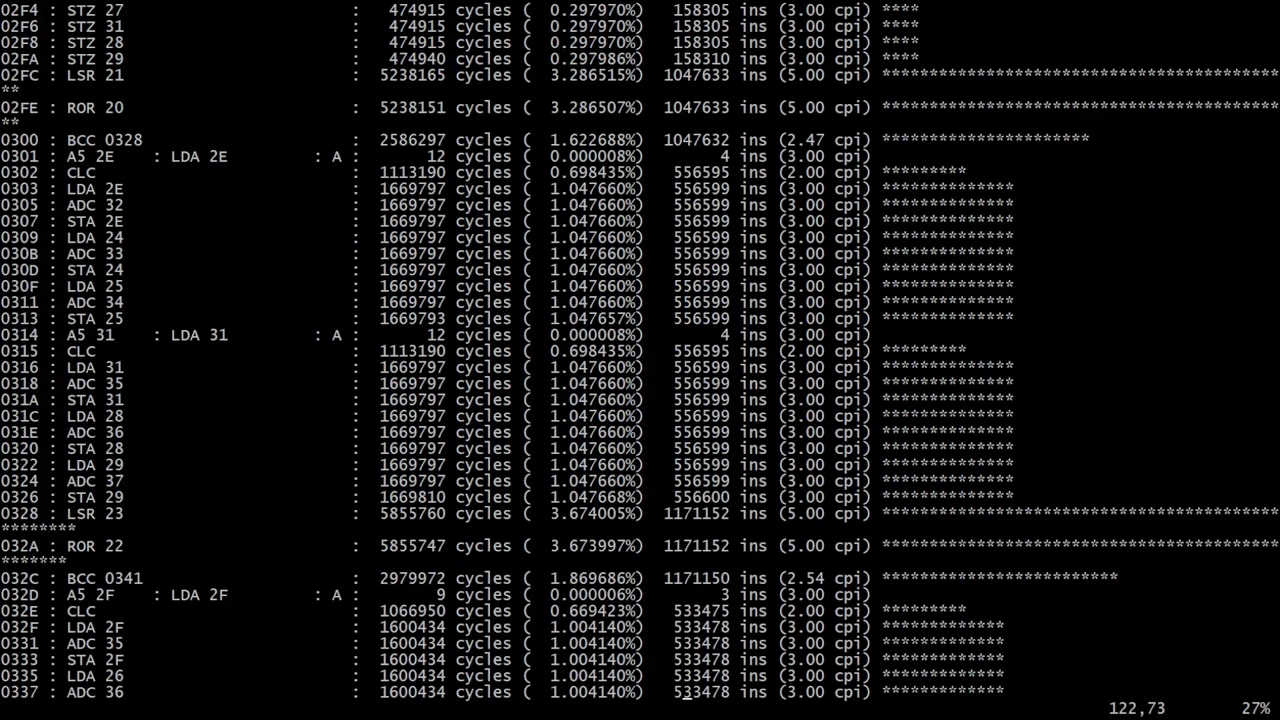 02F4 : STZ 27 : 474915 cycles ( 0.297970%) 158305 ins (3.00 cpi) ****
02F6 : STZ 31 : 474915 cycles ( 0.297970%) 158305 ins (3.00 cpi) ****
02F8 : STZ 28 : 474915 cycles ( 0.297970%) 158305 ins (3.00 cpi) ****
02FA : STZ 29 : 474940 cycles ( 0.297986%) 158310 ins (3.00 cpi) ****
02FC : LSR 21 : 5238165 cycles ( 3.286515%) 1047633 ins (5.00 cpi) ******************************************
**
02FE : ROR 20 : 5238151 cycles ( 3.286507%) 1047633 ins (5.00 cpi) ******************************************
**
0300 : BCC 0328 : 2586297 cycles ( 1.622688%) 1047632 ins (2.47 cpi) **********************
0301 : A5 2E : LDA 2E : A 12 cycles ( 0.000008%) 4 ins (3.00 cpi)
0302 : CLC : 1113190 cycles ( 0.698435%) 556595 ins (2.00 cpi) *********
0303 : LDA 2E : 1669797 cycles ( 1.047660%) 556599 ins (3.00 cpi) **************
0305 : ADC 32 : 1669797 cycles ( 1.047660%) 556599 ins (3.00 cpi) **************
0307 : STA 2E : 1669797 cycles ( 1.047660%) 556599 ins (3.00 cpi) **************
0309 : LDA 24 : 1669797 cycles ( 1.047660%) 556599 ins (3.00 cpi) **************
030B : ADC 33 : 1669797 cycles ( 1.047660%) 556599 ins (3.00 cpi) **************
030D : STA 24 : 1669797 cycles ( 1.047660%) 556599 ins (3.00 cpi) **************
030F : LDA 25 : 1669797 cycles ( 1.047660%) 556599 ins (3.00 cpi) **************
0311 : ADC 34 : 1669797 cycles ( 1.047660%) 556599 ins (3.00 cpi) **************
0313 : STA 25 : 1669793 cycles ( 1.047657%) 556599 ins (3.00 cpi) **************
0314 : A5 31 : LDA 31 : A 12 cycles ( 0.000008%) 4 ins (3.00 cpi)
0315 : CLC : 1113190 cycles ( 0.698435%) 556595 ins (2.00 cpi) *********
0316 : LDA 31 : 1669797 cycles ( 1.047660%) 556599 ins (3.00 cpi) **************
0318 : ADC 35 : 1669797 cycles ( 1.047660%) 556599 ins (3.00 cpi) **************
031A : STA 31 : 1669797 cycles ( 1.047660%) 556599 ins (3.00 cpi) **************
031C : LDA 28 : 1669797 cycles ( 1.047660%) 556599 ins (3.00 cpi) **************
031E : ADC 36 : 1669797 cycles ( 1.047660%) 556599 ins (3.00 cpi) **************
0320 : STA 28 : 1669797 cycles ( 1.047660%) 556599 ins (3.00 cpi) **************
0322 : LDA 29 : 1669797 cycles ( 1.047660%) 556599 ins (3.00 cpi) **************
0324 : ADC 37 : 1669797 cycles ( 1.047660%) 556599 ins (3.00 cpi) **************
0326 : STA 29 : 1669810 cycles ( 1.047668%) 556600 ins (3.00 cpi) **************
0328 : LSR 23 : 5855760 cycles ( 3.674005%) 1171152 ins (5.00 cpi) ******************************************
********
032A : ROR 22 : 5855747 cycles ( 3.673997%) 1171152 ins (5.00 cpi) ******************************************
*******
032C : BCC 0341 : 2979972 cycles ( 1.869686%) 1171150 ins (2.54 cpi) *************************
032D : A5 2F : LDA 2F : A 9 cycles ( 0.000006%) 3 ins (3.00 cpi)
032E : CLC : 1066950 cycles ( 0.669423%) 533475 ins (2.00 cpi) *********
032F : LDA 2F : 1600434 cycles ( 1.004140%) 533478 ins (3.00 cpi) *************
0331 : ADC 35 : 1600434 cycles ( 1.004140%) 533478 ins (3.00 cpi) *************
0333 : STA 2F : 1600434 cycles ( 1.004140%) 533478 ins (3.00 cpi) *************
0335 : LDA 26 : 1600434 cycles ( 1.004140%) 533478 ins (3.00 cpi) *************
0337 : ADC 36 : 1600434 cycles ( 1.004140%) 533478 ins (3.00 cpi) *************
122,73 27%